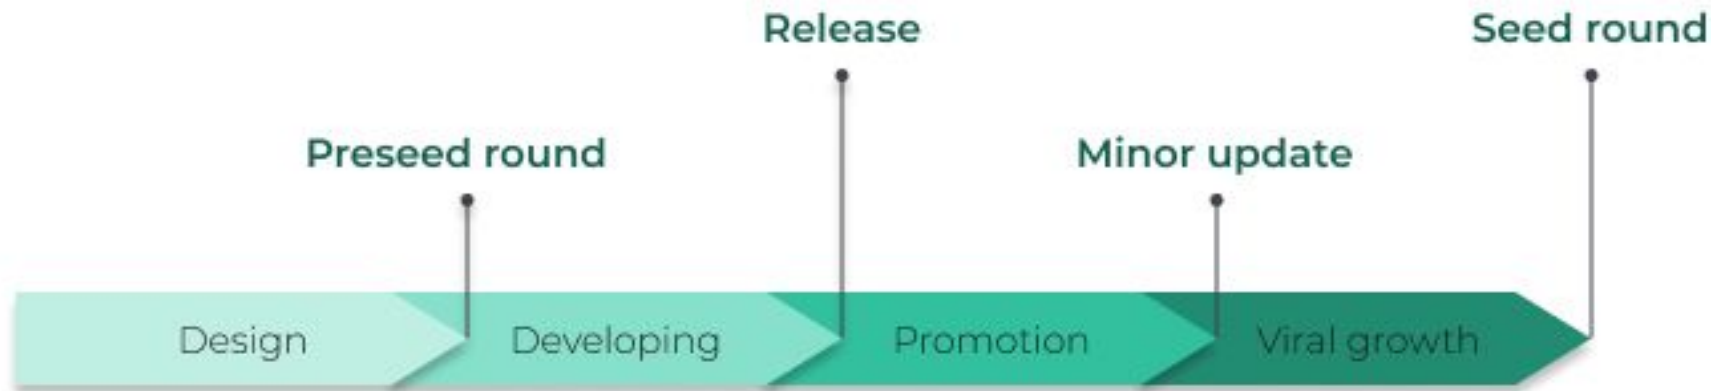 Release
Seed round
Preseed round
Minor update
Design
Developing
Promotion
Viral growth